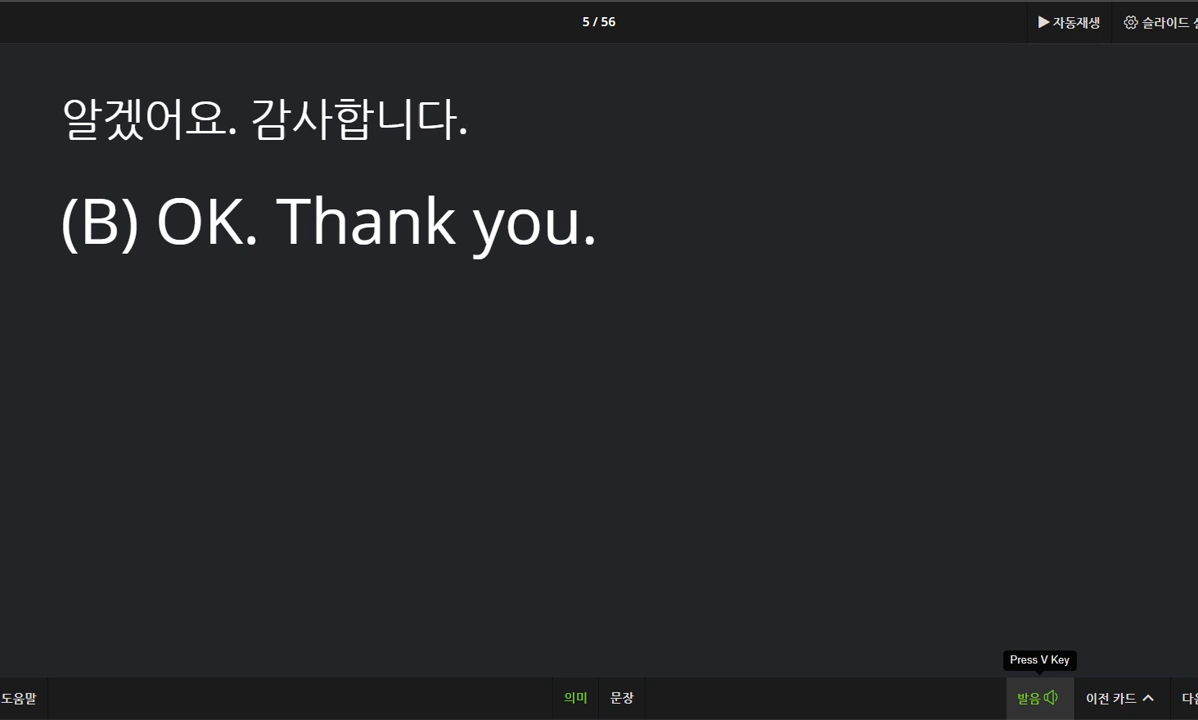 5 / 56
▶ 자동재생
슬라이드
알겠어요. 감사합니다.
(B) OK. Thank you.
Press V Key
도움말
의미
문장
발음
이전 카드